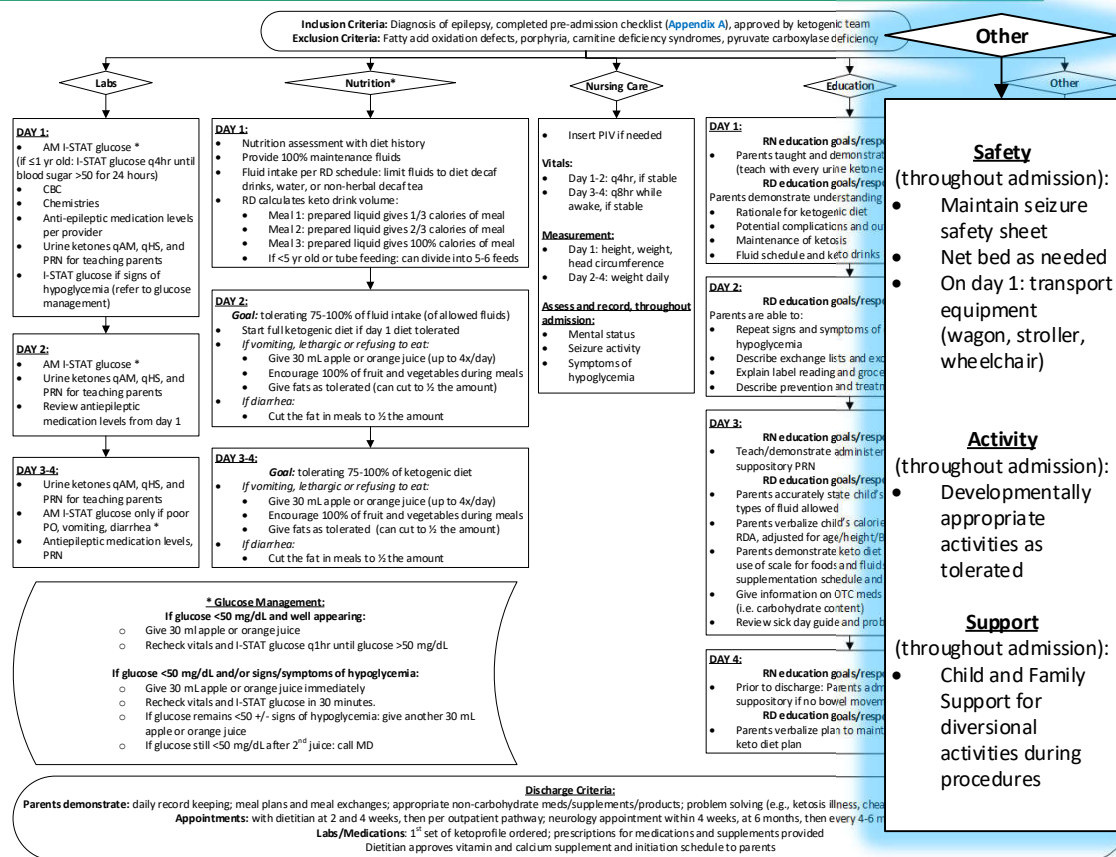 Inclusion Criteria: Diagnosis of epilepsy, completed pre-admission checklist (Appendix A), approved by ketogenic team
Exclusion Criteria: Fatty acid oxidation defects, porphyria, carnitine deficiency syndromes, pyruvate carboxylase deficiency
Labs
DAY 1:
• AM I-STAT glucose *
(if ≤1 yr old: I-STAT glucose q4hr until
blood sugar >50 for 24 hours)
• CBC
• Chemistries
• Anti-epileptic medication levels
per provider
• Urine ketones qAM, qHS, and
PRN for teaching parents
• I-STAT glucose if signs of
hypoglycemia (refer to glucose
management)
DAY 2:
• AM I-STAT glucose *
• Urine ketones qAM, qHS, and
PRN for teaching parents
• Review antiepileptic
medication levels from day 1
DAY 3-4:
• Urine ketones qAM, qHS, and
PRN for teaching parents
• AM I-STAT glucose only if poor
PO, vomiting, diarrhea *
• Antiepileptic medication levels,
PRN
Nutrition*
DAY 1:
• Nutrition assessment with diet history
• Provide 100% maintenance fluids
• Fluid intake per RD schedule: limit fluids to diet decaf
drinks, water, or non-herbal decaf tea
• RD calculates keto drink volume:
• Meal 1: prepared liquid gives 1/3 calories of meal
• Meal 2: prepared liquid gives 2/3 calories of meal
• Meal 3: prepared liquid gives 100% calories of meal
• If <5 yr old or tube feeding: can divide into 5-6 feeds
DAY 2:
Goal: tolerating 75-100% of fluid intake (of allowed fluids)
• Start full ketogenic diet if day 1 diet tolerated
• If vomiting, lethargic or refusing to eat:
• Give 30 mL apple or orange juice (up to 4x/day)
• Encourage 100% of fruit and vegetables during meals
• Give fats as tolerated (can cut to ½ the amount)
• If diarrhea:
• Cut the fat in meals to ½ the amount
DAY 3-4:
Goal: tolerating 75-100% of ketogenic diet
• If vomiting, lethargic or refusing to eat:
• Give 30 mL apple or orange juice (up to 4x/day)
• Encourage 100% of fruit and vegetables during meals
• Give fats as tolerated (can cut to ½ the amount)
• If diarrhea:
• Cut the fat in meals to ½ the amount
Nursing Care
• Insert PIV if needed
Vitals:
• Day 1-2: q4hr, if stable
• Day 3-4: q8hr while
awake, if stable
Measurement:
• Day 1: height, weight,
head circumference
• Day 2-4: weight daily
Assess and record, throughout
admission:
• Mental status
• Seizure activity
• Symptoms of
hypoglycemia
Education
DAY 1:
RN education goals/
• Parents taught and
(teach with every urine
RD education goals/
Parents demonstrate understanding
• Rationale for ketogenic diet
• Potential complications and
• Maintenance of ketosis
• Fluid schedule and keto drinks
DAY 2:
RD education goals/
Parents are able to:
• Repeat signs and symptoms of
hypoglycemia
• Describe exchange lists and
• Explain label reading and
• Describe prevention and
DAY 3:
RN education goals/
• Teach/demonstrate
suppository PRN
RD education goals/
• Parents accurately state child's
types of fluid allowed
• Parents verbalize child's
RDA, adjusted for age/height/
• Parents demonstrate keto diet
use of scale for foods and fluids
supplementation schedule and
• Give information on OTC meds
(i.e. carbohydrate content)
• Review sick day guide and
DAY 4:
RN education goals/
• Prior to discharge: Parents
suppository if no bowel
RD education goals/
• Parents verbalize plan to
keto diet plan
Other
Other
Safety
(throughout admission):
• Maintain seizure
safety sheet
• Net bed as needed
• On day 1: transport
equipment
(wagon, stroller,
wheelchair)
Activity
(throughout admission):
• Developmentally
appropriate
activities as
tolerated
Support
(throughout admission):
• Child and Family
Support for
diversional
activities during
procedures
* Glucose Management:
If glucose <50 mg/dL and well appearing:
○ Give 30 ml apple or orange juice
○ Recheck vitals and I-STAT glucose q1hr until glucose >50 mg/dL
If glucose <50 mg/dL and/or signs/symptoms of hypoglycemia:
○ Give 30 mL apple or orange juice immediately
○ Recheck vitals and I-STAT glucose in 30 minutes.
○ If glucose remains <50 +/- signs of hypoglycemia: give another 30 mL
apple or orange juice
○ If glucose still <50 mg/dL after 2nd juice: call MD
Discharge Criteria:
Parents demonstrate: daily record keeping; meal plans and meal exchanges; appropriate non-carbohydrate meds/supplements/products; problem solving (e.g., ketosis illness,
Appointments: with dietitian at 2 and 4 weeks, then per outpatient pathway; neurology appointment within 4 weeks, at 6 months, then every 4-6
Labs/Medications: 1st set of ketoprofile ordered; prescriptions for medications and supplements provided
Dietitian approves vitamin and calcium supplement and initiation schedule to parents